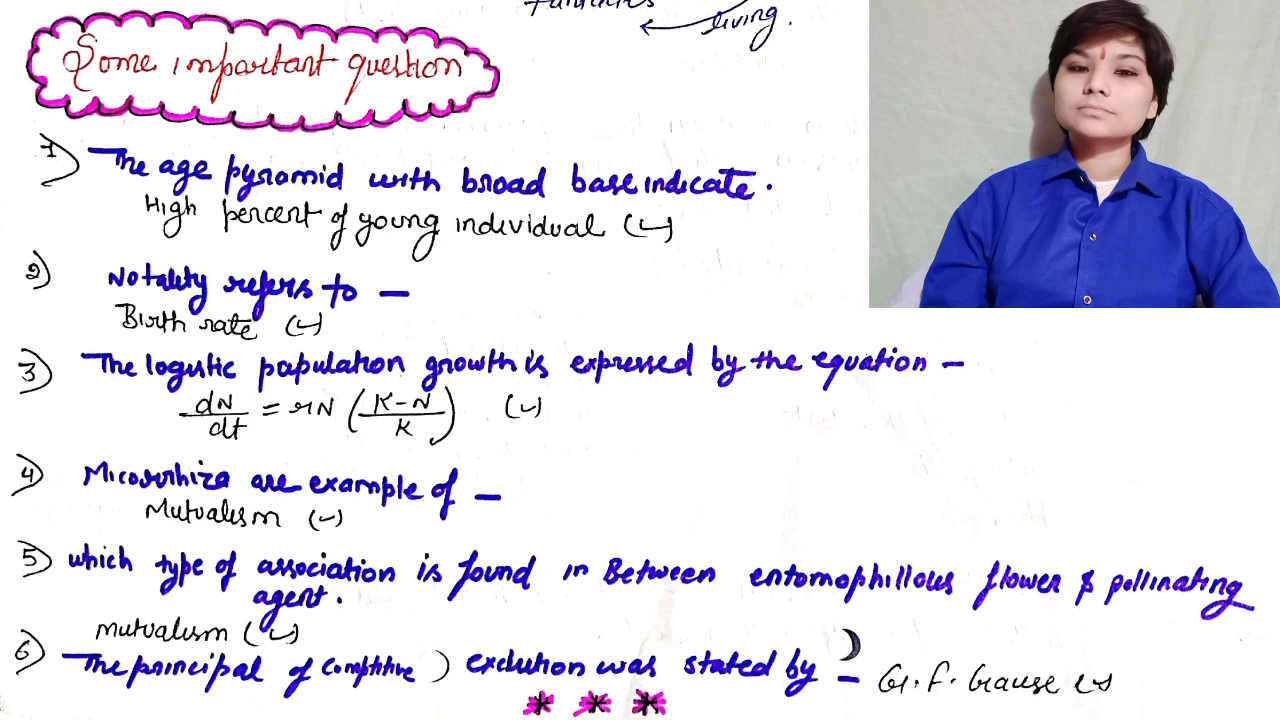 living.
Some important question
1) The age pyramid with broad base indicate.
High percent of young individual (✓)
2) Notality refers to —
Birth rate (✓)
3) The logistic papulation growth is expressed by the equation —
dN/dt = rN (K-N/K) (✓)
4) Micorrhiza are example of —
Mutualism (✓)
5) which type of association is found in Between entomophillous flower & pollinating
agent.
mutualism (✓)
6) The principal of comptitive ) exclution was stated by — G.F. Gause